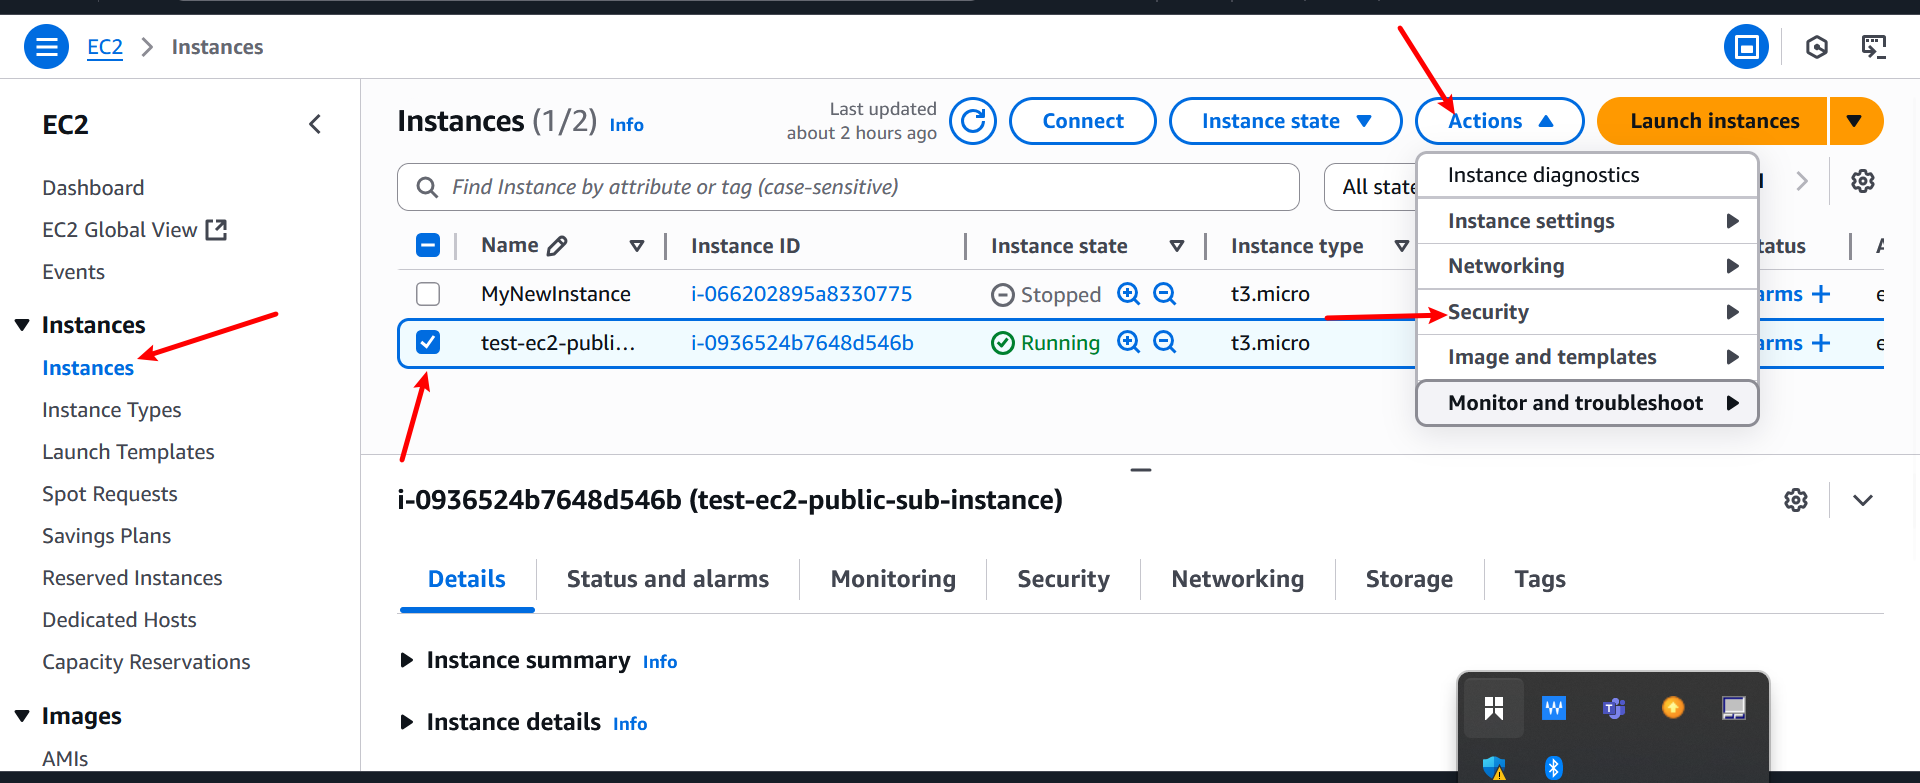 EC2 > Instances
EC2
Dashboard
EC2 Global View
Events
Instances
Instances
Instance Types
Launch Templates
Spot Requests
Savings Plans
Reserved Instances
Dedicated Hosts
Capacity Reservations
Images
AMIs
Instances (1/2) Info
Last updated
about 2 hours ago
Connect
Instance state
Actions
Launch instances
Find Instance by attribute or tag (case-sensitive)
All state
Instance diagnostics
Instance settings
Networking
Security
Image and templates
Monitor and troubleshoot
Name Instance ID Instance state Instance type tatus A
MyNewInstance i-066202895a8330775 Stopped t3.micro arms + e
test-ec2-publi... i-0936524b7648d546b Running t3.micro arms + e
i-0936524b7648d546b (test-ec2-public-sub-instance)
Details Status and alarms Monitoring Security Networking Storage Tags
Instance summary Info
Instance details Info